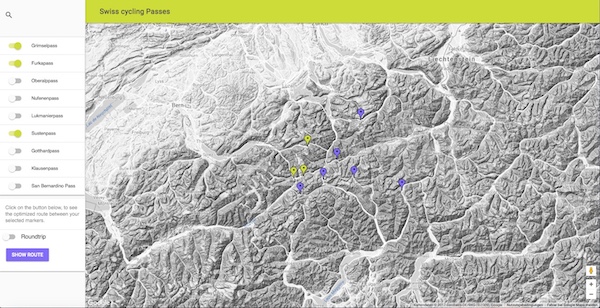 Swiss cycling Passes
Grimselpass
Furkapass
Oberalppass
Nufenenpass
Lukmanierpass
Sustenpass
Gotthardpass
Klausenpass
San Bernardino Pass
Click on the button below, to see
the optimized route between your
selected markers.
Roundtrip
SHOW ROUTE
Liechtenstein
Bern
Google